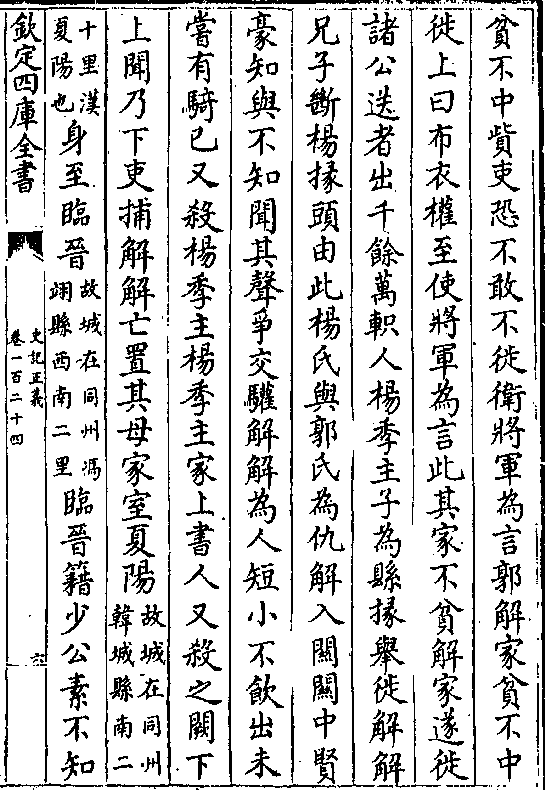 貧不中貲吏恐不敢不徙衛將軍為言郭解家貧不中
徙上曰布衣權至使將軍為言此其家不貧解家遂徙
諸公送者出千餘萬軹人楊季主子為縣掾舉徙解解
兄子斷楊掾頭由此楊氏與郭氏為仇解入關關中賢
豪知與不知聞其聲爭交驩解解為人短小不飲出未
嘗有騎已又殺楊季主楊季主家上書人又殺之闕下
上聞乃下吏捕解解亡置其母家室夏陽故城在同州韓城縣南二
十里漢夏陽也身至臨晉故城在同州馮翊縣西南二里臨晉籍少公素不知
欽定四庫全書
史記正義
卷一百二十四
六